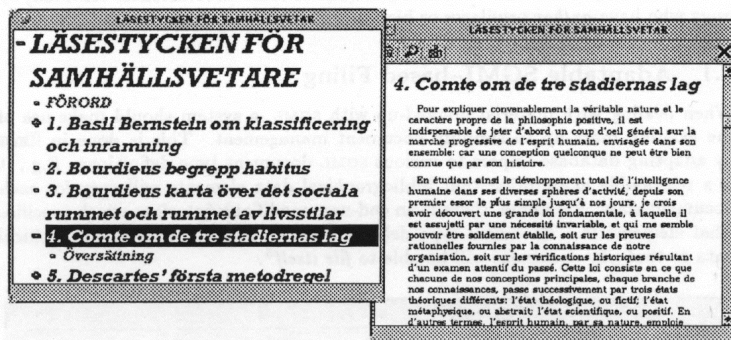 LÄSESTYCKEN FÖR SAMHÄLLSVETAR
LÄSESTYCKEN FÖR
SAMHÄLLSVETARE
FÖRORD
1. Basil Bernstein om klassificering
och inramning
2. Bourdieus begrepp habitus
3. Bourdieus karta över det sociala
rummet och rummet av livsstilar
4. Comte om de tre stadiernas lag
Översättning
5. Descartes' första metodregel
LÄSESTYCKEN FÖR SAMHÄLLSVETAR
4. Comte om de tre stadiernas lag
Pour expliquer convenablement la véritable nature et le
caractère propre de la philosophie positive, il est
indispensable de jeter d'abord un coup d'oeil général sur la
marche progressive de l'esprit humain, envisagée dans son
ensemble: car une conception quelconque ne peut être bien
connue que par son histoire.
En étudiant ainsi le développement total de l'intelligence
humaine dans ses diverses sphères d'activité, depuis son
premier essor le plus simple jusqu'à nos jours, je crois
avoir découvert une grande loi fondamentale, à laquelle il
est assujetti par une nécessité invariable, et qui me semble
pouvoir être solidement établie, soit sur les preuves
rationnelles fournies par la connaissance de notre
organisation, soit sur les vérifications historiques résultant
d'un examen attentif du passé. Cette loi consiste en ce que
chacune de nos conceptions principales, chaque branche de
nos connaissances, passe successivement par trois états
théoriques différents: l'état théologique, ou fictif; l'état
métaphysique, ou abstrait; l'état scientifique, ou positif. En
d'autres termes, l'esprit humain, par sa nature, emploie